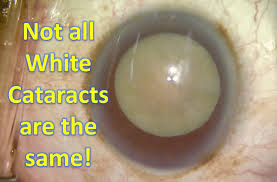 Not all
White
Cataracts
are the
same!